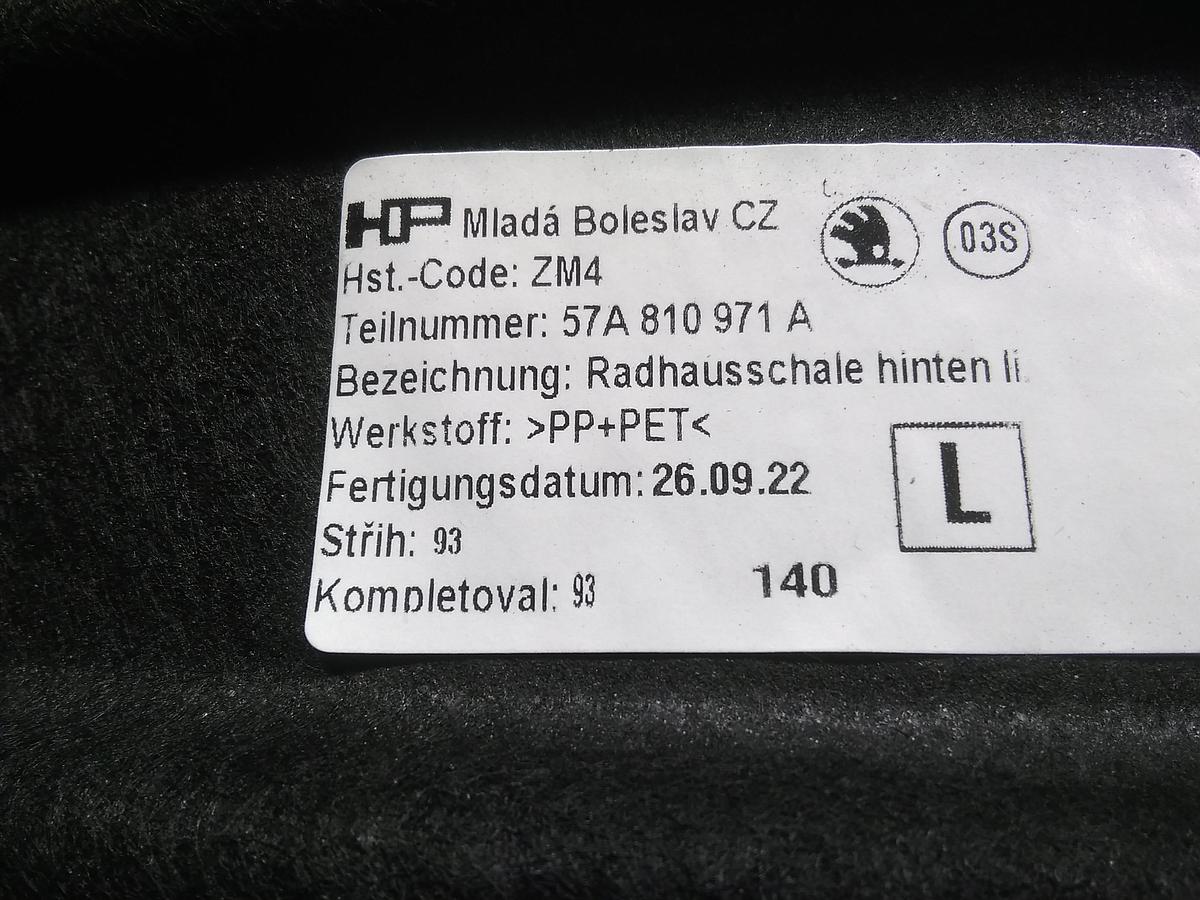 HP Mladá Boleslav CZ
03S
Hst.-Code: ZM4
Teilnummer: 57A 810 971 A
Bezeichnung: Radhausschale hinten li
Werkstoff: >PP+PET<
Fertigungsdatum: 26.09.22
L
Střih: 93
Kompletoval: 93
140